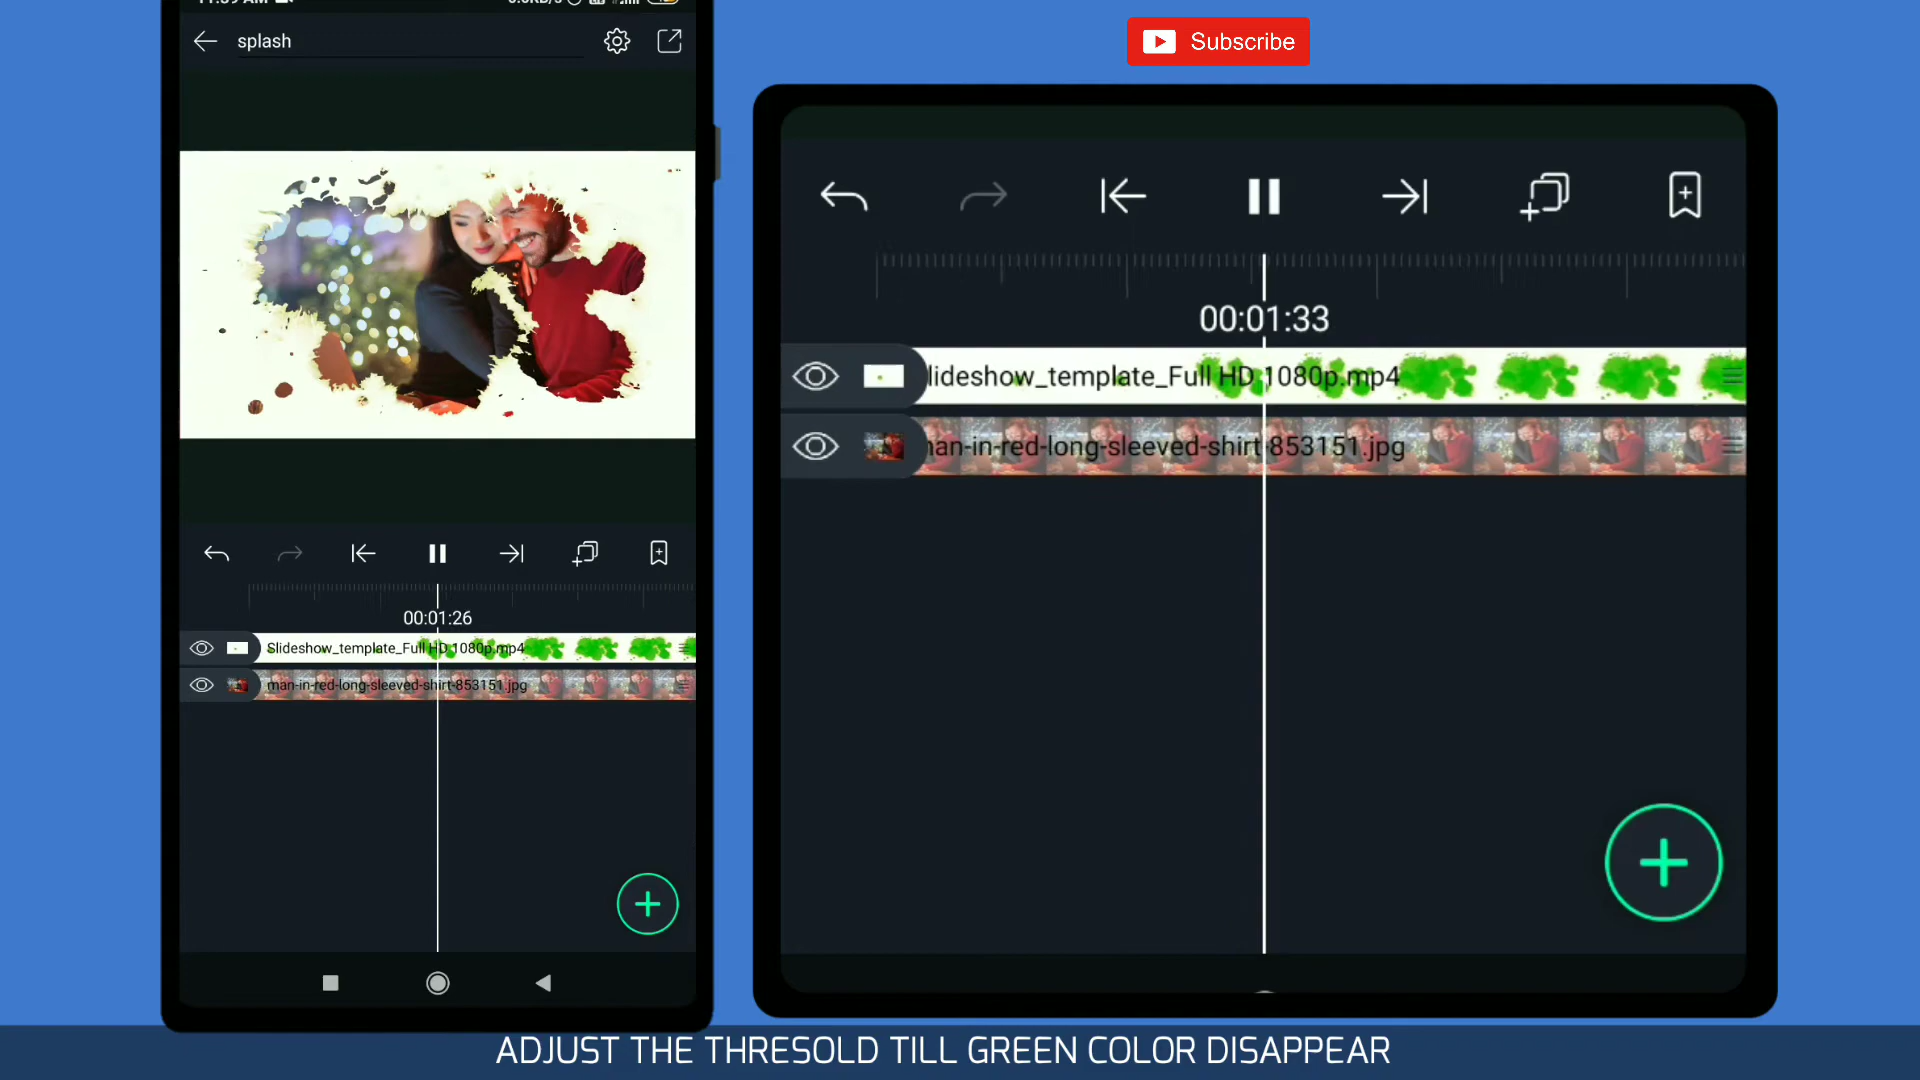 splash
Subscribe
00:01:33
lideshow_template_Full HD 1080p.mp4
man-in-red-long-sleeved-shirt-853151.jpg
00:01:26
Slideshow_template_Full HD 1080p.mp4
man-in-red-long-sleeved-shirt-853151.jpg
ADJUST THE THRESOLD TILL GREEN COLOR DISAPPEAR